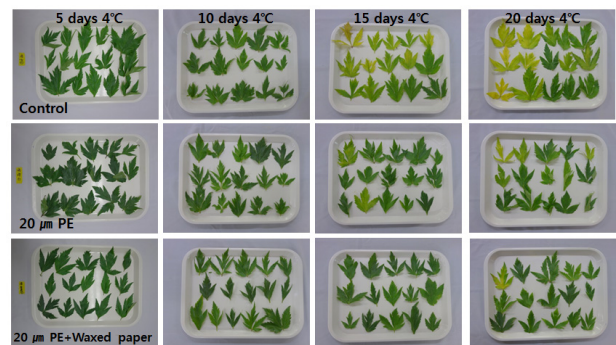 5 days 4℃
10 days 4℃
15 days 4℃
20 days 4℃
Control
20 ㎛ PE
20 ㎛ PE+Waxed paper